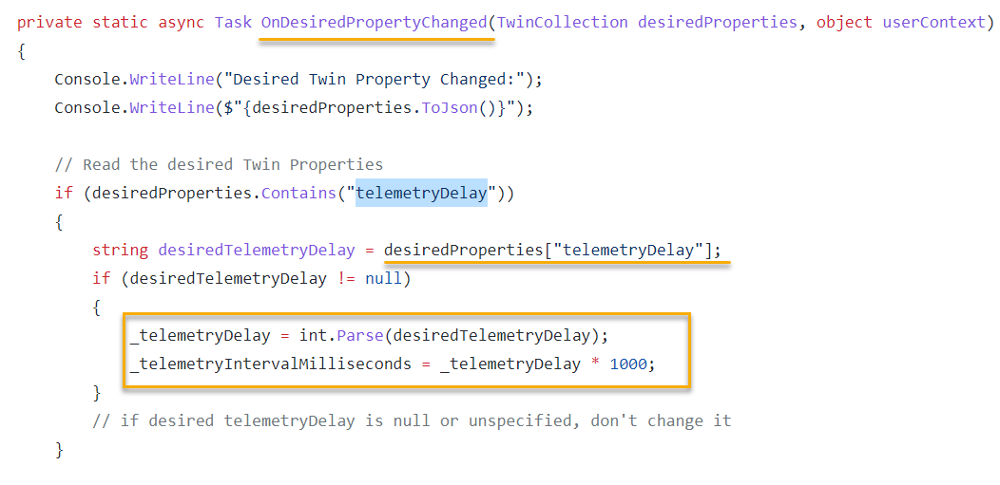 private static async Task OnDesiredPropertyChanged(TwinCollection desiredProperties, object userContext)
{
    Console.WriteLine("Desired Twin Property Changed:");
    Console.WriteLine($"{desiredProperties.ToJson()}");

    // Read the desired Twin Properties
    if (desiredProperties.Contains("telemetryDelay"))
    {
        string desiredTelemetryDelay = desiredProperties["telemetryDelay"];
        if (desiredTelemetryDelay != null)
        {
            _telemetryDelay = int.Parse(desiredTelemetryDelay);
            _telemetryIntervalMilliseconds = _telemetryDelay * 1000;
        }
        // if desired telemetryDelay is null or unspecified, don't change it
    }